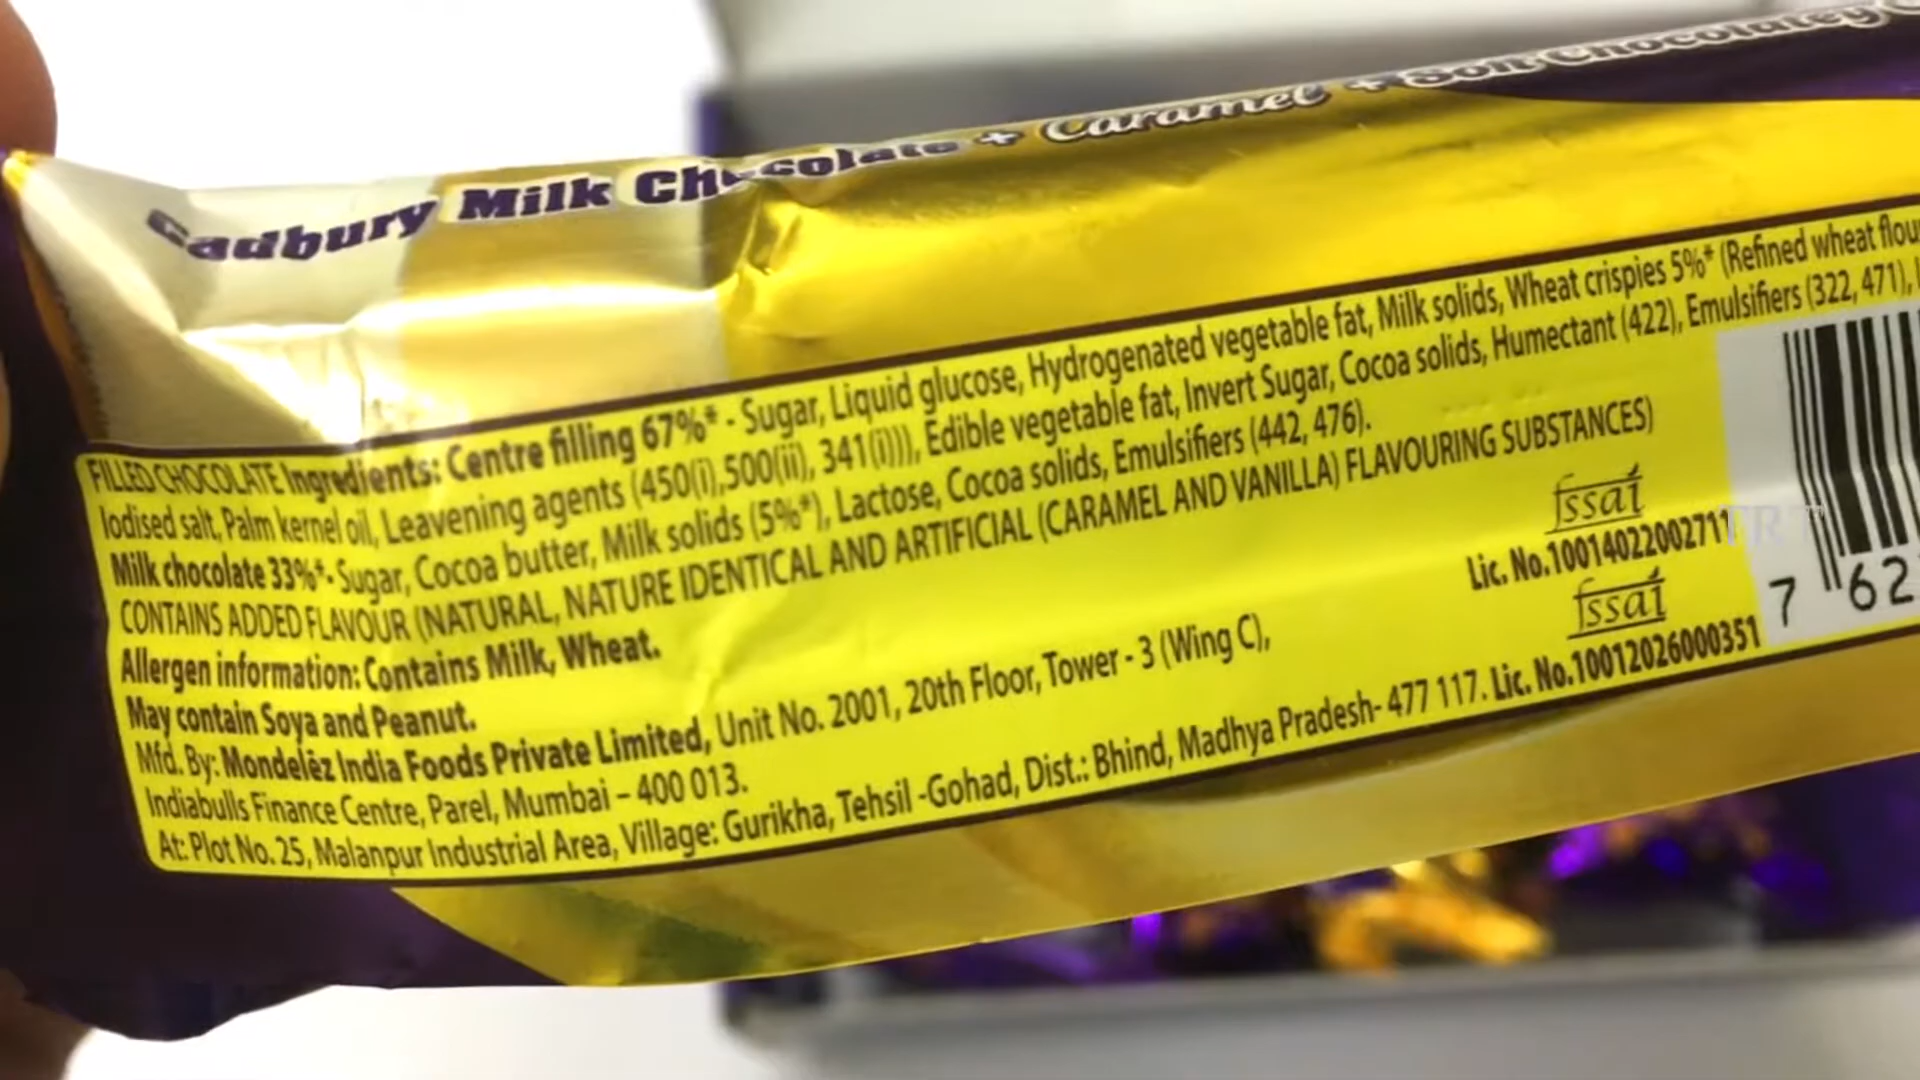 Cadbury Milk Chocolate + Caramel + Soft Chocolatey
FILLED CHOCOLATE Ingredients: Centre filling 67%* - Sugar, Liquid glucose, Hydrogenated vegetable fat, Milk solids, Wheat crispies 5%* (Refined wheat flour
Iodised salt, Palm kernel oil, Leavening agents (450(i),500(ii), 341(i))), Edible vegetable fat, Invert Sugar, Cocoa solids, Humectant (422), Emulsifiers (322, 471),
Milk chocolate 33%*- Sugar, Cocoa butter, Milk solids (5%*), Lactose, Cocoa solids, Emulsifiers (442, 476).
CONTAINS ADDED FLAVOUR (NATURAL, NATURE IDENTICAL AND ARTIFICIAL (CARAMEL AND VANILLA) FLAVOURING SUBSTANCES)
Allergen information: Contains Milk, Wheat.
May contain Soya and Peanut.
Mfd. By: Mondelēz India Foods Private Limited, Unit No. 2001, 20th Floor, Tower - 3 (Wing C),
Indiabulls Finance Centre, Parel, Mumbai – 400 013.
At: Plot No. 25, Malanpur Industrial Area, Village: Gurikha, Tehsil -Gohad, Dist.: Bhind, Madhya Pradesh- 477 117. Lic. No.10012026000351
fssai
Lic. No.10014022002711
fssai
TRT
7 62